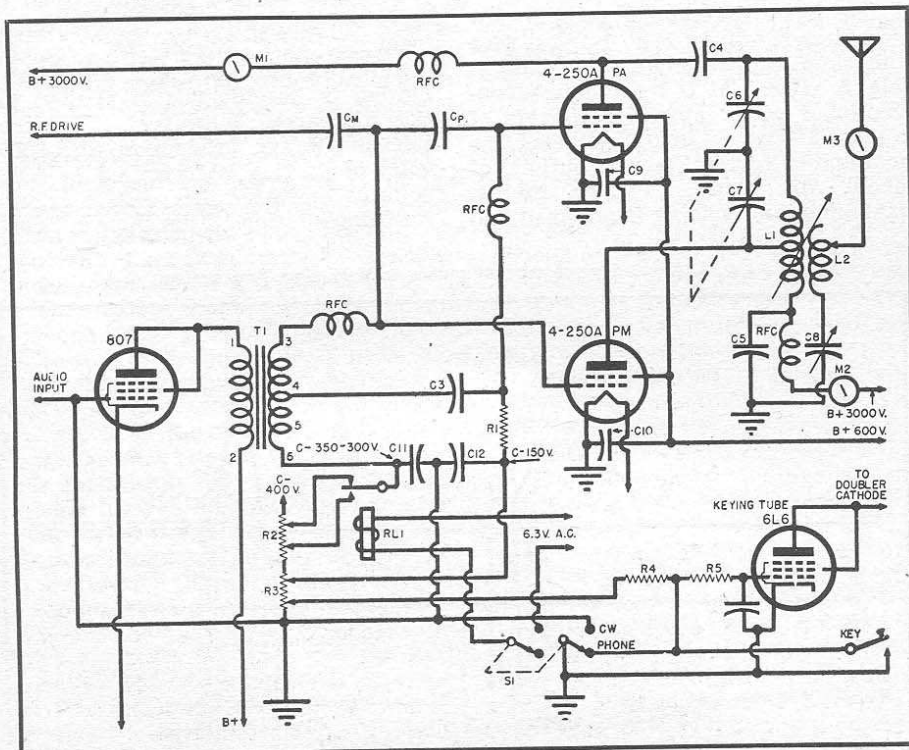 M1
B+3000V.
RFC
4-250A PA
C4
C6
M3
R.F. DRIVE
CM
CP.
C9
RFC
C7
L1
L2
RFC
807
T1
1
3
4
5
2
6
4-250A PM
C5
RFC
C8
M2
B+3000V.
AUDIO
INPUT
C3
R1
C10
B+600V.
C-350-300V.
C11
C12
C-150V.
C-
400V.
R2
RL1
6.3V. A.C.
R3
KEYING TUBE
6L6
TO
DOUBLER
CATHODE
R4
R5
CW
PHONE
S1
KEY
B+